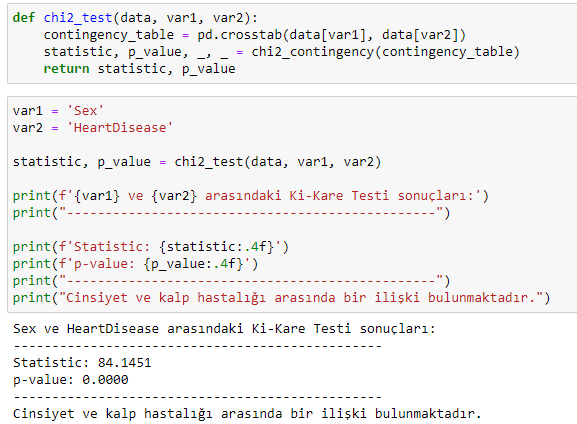 def chi2_test(data, var1, var2):
    contingency_table = pd.crosstab(data[var1], data[var2])
    statistic, p_value, _, _ = chi2_contingency(contingency_table)
    return statistic, p_value
var1 = 'Sex'
var2 = 'HeartDisease'
statistic, p_value = chi2_test(data, var1, var2)
print(f'{var1} ve {var2} arasındaki Ki-Kare Testi sonuçları:')
print("------------------------------------------------")
print(f'Statistic: {statistic:.4f}')
print(f'p-value: {p_value:.4f}')
print("------------------------------------------------")
print("Cinsiyet ve kalp hastalığı arasında bir ilişki bulunmaktadır.")
Sex ve HeartDisease arasındaki Ki-Kare Testi sonuçları:
------------------------------------------------
Statistic: 84.1451
p-value: 0.0000
------------------------------------------------
Cinsiyet ve kalp hastalığı arasında bir ilişki bulunmaktadır.